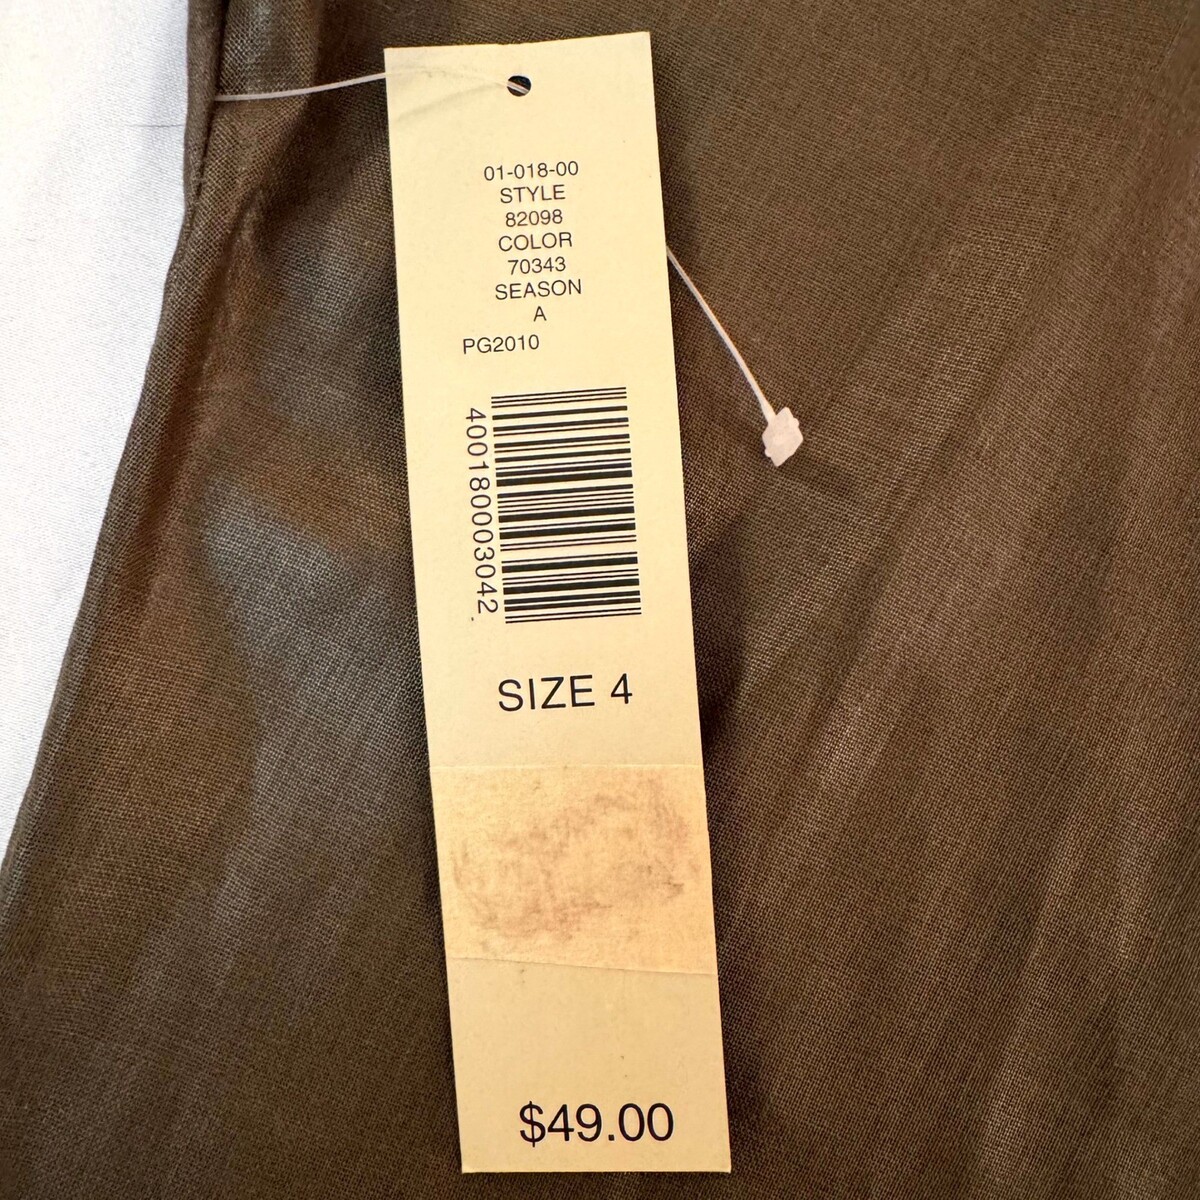 01-018-00
STYLE
82098
COLOR
70343
SEASON
A
PG2010
400180003042
SIZE 4
$49.00